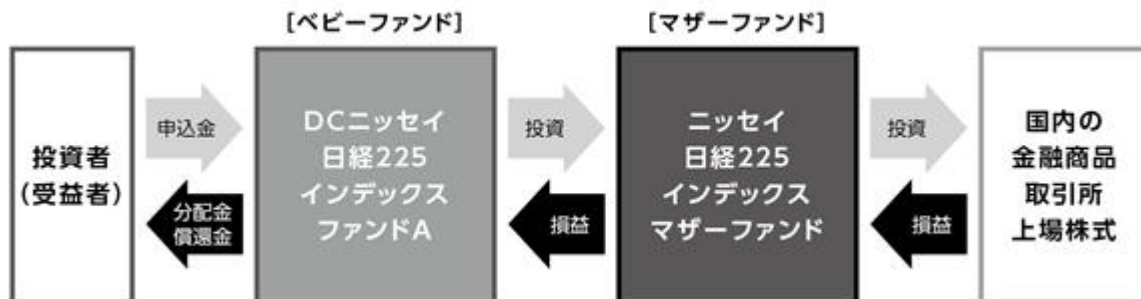 [ベビーファンド]
[マザーファンド]
投資者
(受益者)
申込金
分配金
償還金
DCニッセイ
日経225
インデックス
ファンドA
投資
損益
ニッセイ
日経225
インデックス
マザーファンド
投資
損益
国内の
金融商品
取引所
上場株式